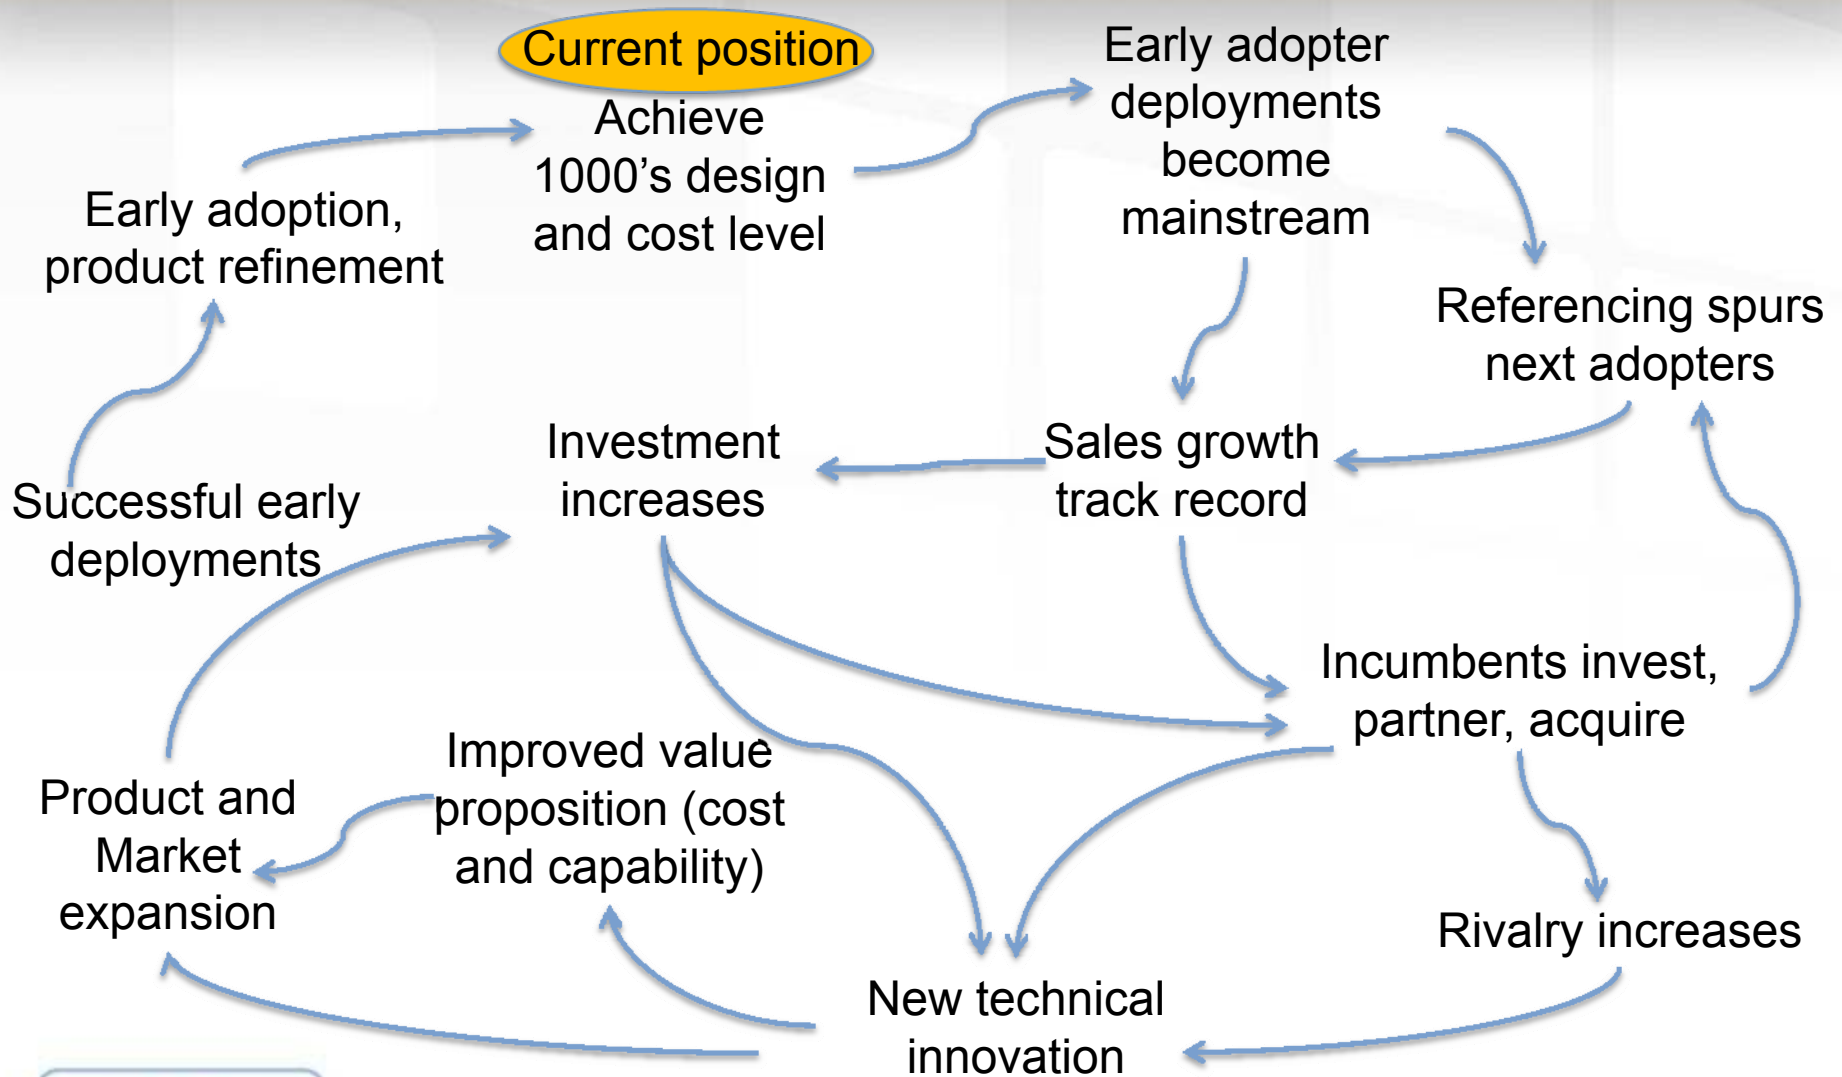 Current position
Achieve
1000’s design
and cost level
Early adopter
deployments
become
mainstream
Early adoption,
product refinement
Referencing spurs
next adopters
Investment
increases
Sales growth
track record
Successful early
deployments
Incumbents invest,
partner, acquire
Improved value
proposition (cost
and capability)
Product and
Market
expansion
Rivalry increases
New technical
innovation